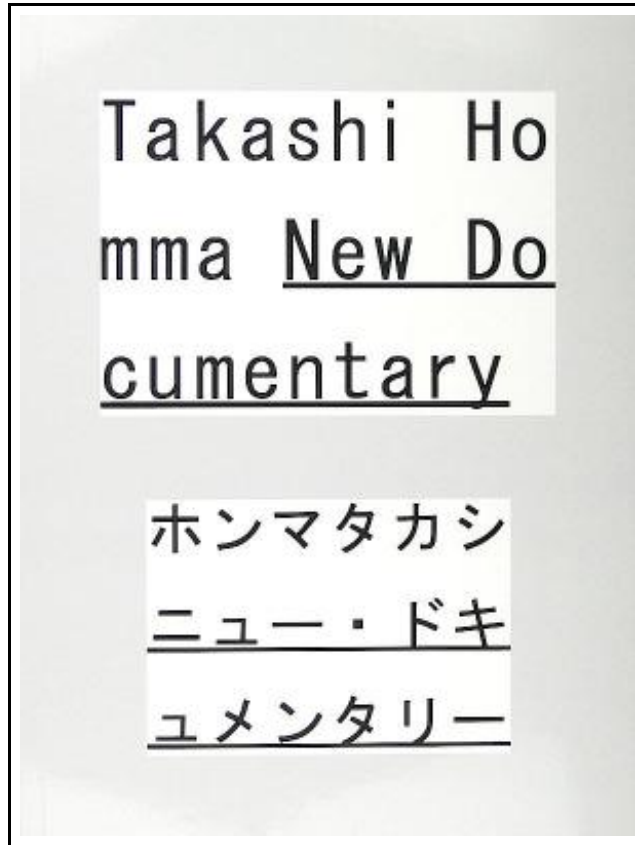 Takashi Ho
mma New Do
cumentary
ホンマタカシ
ニュー・ドキ
ュメンタリー